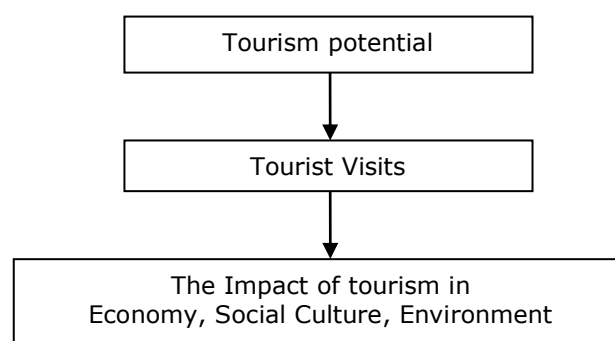 Tourism potential
Tourist Visits
The Impact of tourism in
Economy, Social Culture, Environment